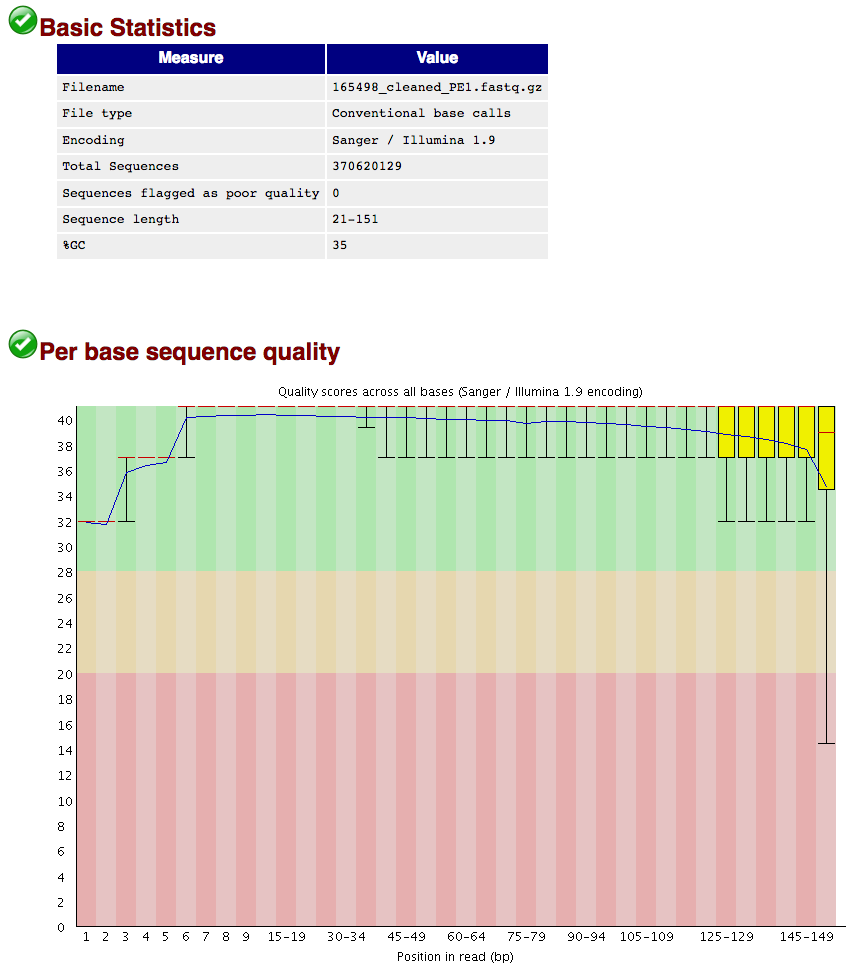 Basic Statistics
Measure Value
Filename 165498_cleaned_PE1.fastq.gz
File type Conventional base calls
Encoding Sanger / Illumina 1.9
Total Sequences 370620129
Sequences flagged as poor quality 0
Sequence length 21-151
%GC 35
Per base sequence quality
Quality scores across all bases (Sanger / Illumina 1.9 encoding)
40
38
36
34
32
30
28
26
24
22
20
18
16
14
12
10
8
6
4
2
0
1 2 3 4 5 6 7 8 9 15-19 30-34 45-49 60-64 75-79 90-94 105-109 125-129 145-149
Position in read (bp)